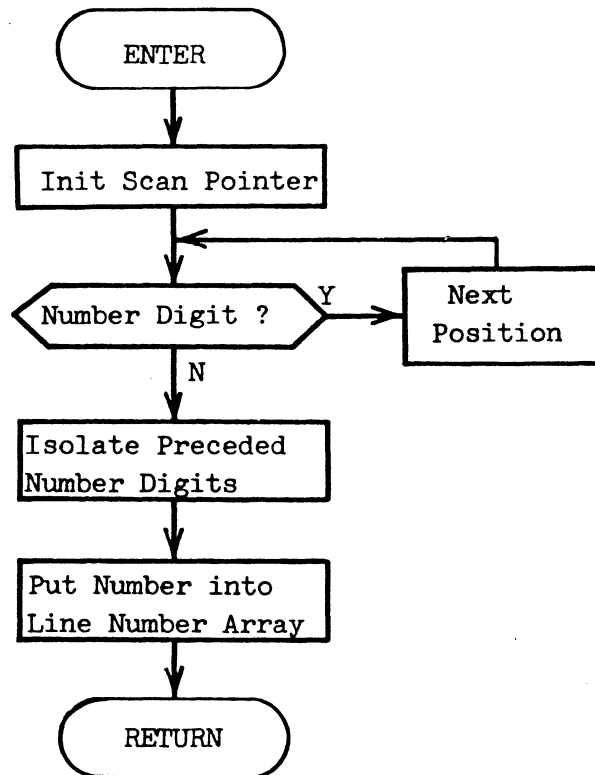 ENTER
Init Scan Pointer
Number Digit ?
Y
Next
Position
N
Isolate Preceded
Number Digits
Put Number into
Line Number Array
RETURN